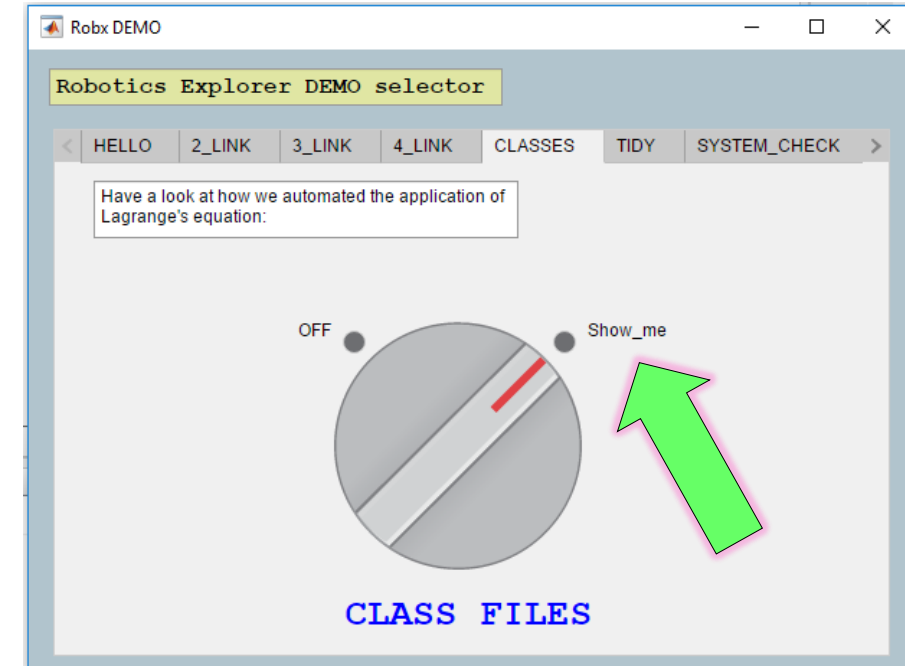 Robx DEMO
Robotics Explorer DEMO selector
HELLO 2_LINK 3_LINK 4_LINK CLASSES TIDY SYSTEM_CHECK
Have a look at how we automated the application of
Lagrange's equation:
OFF Show_me
CLASS FILES